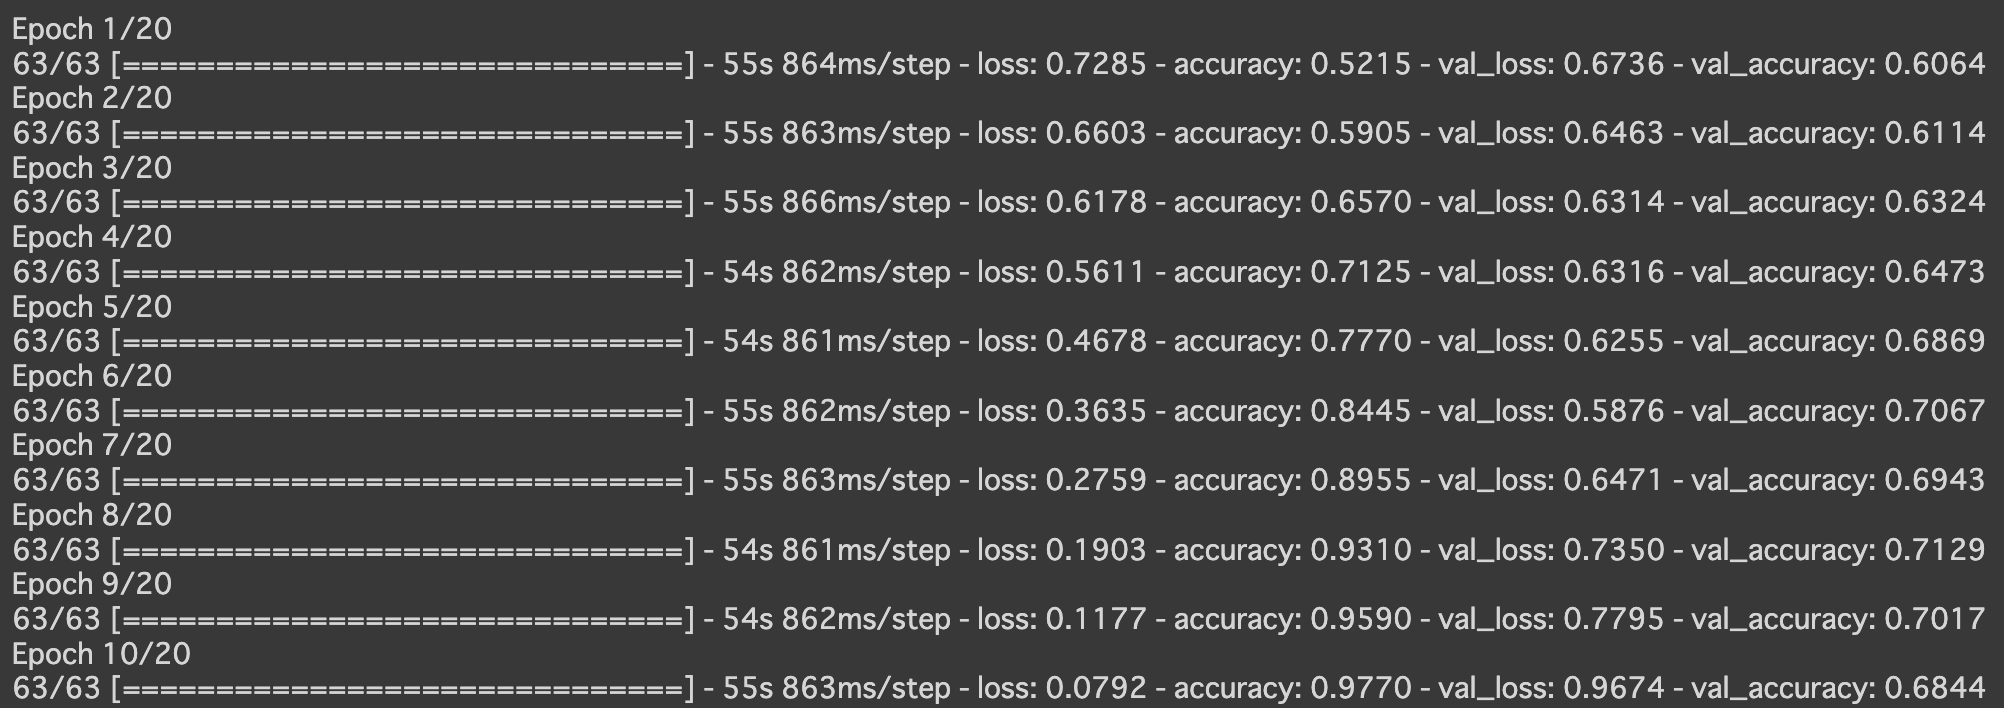 Epoch 1/20
63/63 [==============================] - 55s 864ms/step - loss: 0.7285 - accuracy: 0.5215 - val_loss: 0.6736 - val_accuracy: 0.6064
Epoch 2/20
63/63 [==============================] - 55s 863ms/step - loss: 0.6603 - accuracy: 0.5905 - val_loss: 0.6463 - val_accuracy: 0.6114
Epoch 3/20
63/63 [==============================] - 55s 866ms/step - loss: 0.6178 - accuracy: 0.6570 - val_loss: 0.6314 - val_accuracy: 0.6324
Epoch 4/20
63/63 [==============================] - 54s 862ms/step - loss: 0.5611 - accuracy: 0.7125 - val_loss: 0.6316 - val_accuracy: 0.6473
Epoch 5/20
63/63 [==============================] - 54s 861ms/step - loss: 0.4678 - accuracy: 0.7770 - val_loss: 0.6255 - val_accuracy: 0.6869
Epoch 6/20
63/63 [==============================] - 55s 862ms/step - loss: 0.3635 - accuracy: 0.8445 - val_loss: 0.5876 - val_accuracy: 0.7067
Epoch 7/20
63/63 [==============================] - 55s 863ms/step - loss: 0.2759 - accuracy: 0.8955 - val_loss: 0.6471 - val_accuracy: 0.6943
Epoch 8/20
63/63 [==============================] - 54s 861ms/step - loss: 0.1903 - accuracy: 0.9310 - val_loss: 0.7350 - val_accuracy: 0.7129
Epoch 9/20
63/63 [==============================] - 54s 862ms/step - loss: 0.1177 - accuracy: 0.9590 - val_loss: 0.7795 - val_accuracy: 0.7017
Epoch 10/20
63/63 [==============================] - 55s 863ms/step - loss: 0.0792 - accuracy: 0.9770 - val_loss: 0.9674 - val_accuracy: 0.6844